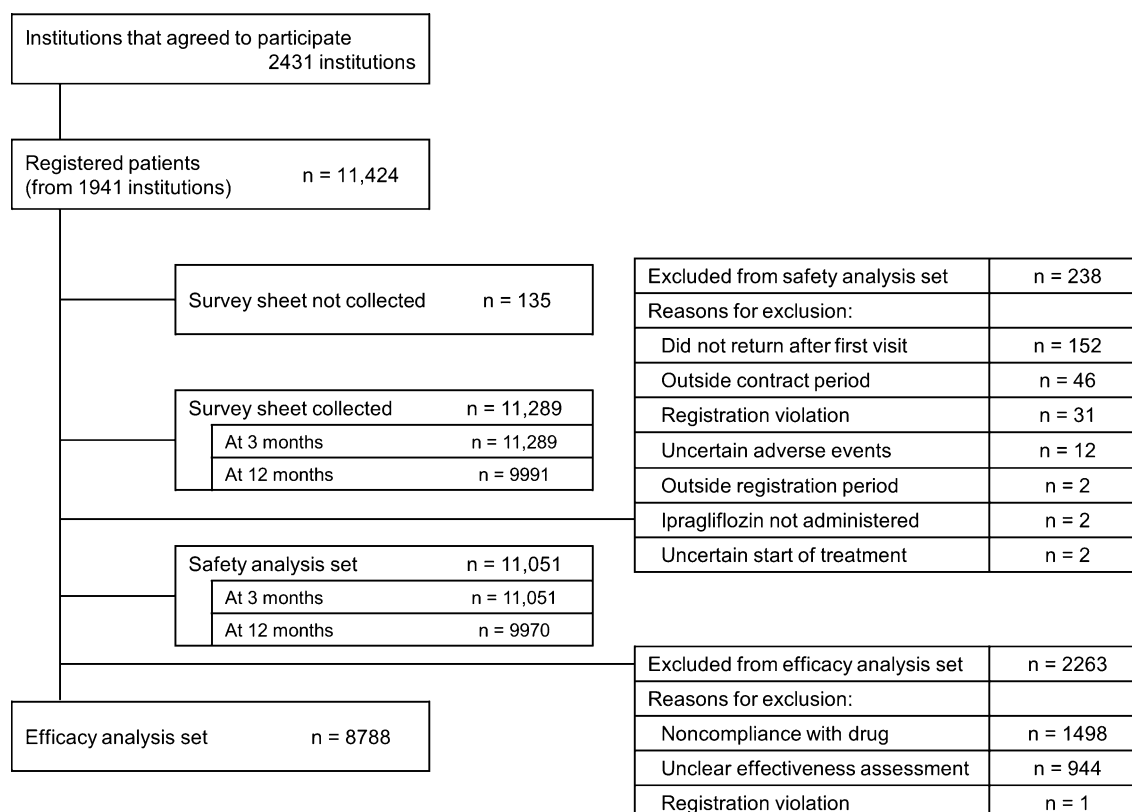 Institutions that agreed to participate
2431 institutions
Registered patients
(from 1941 institutions) n = 11,424
Survey sheet not collected n = 135
Survey sheet collected n = 11,289
At 3 months n = 11,289
At 12 months n = 9991
Excluded from safety analysis set n = 238
Reasons for exclusion:
Did not return after first visit n = 152
Outside contract period n = 46
Registration violation n = 31
Uncertain adverse events n = 12
Outside registration period n = 2
Ipragliflozin not administered n = 2
Uncertain start of treatment n = 2
Safety analysis set n = 11,051
At 3 months n = 11,051
At 12 months n = 9970
Excluded from efficacy analysis set n = 2263
Reasons for exclusion:
Noncompliance with drug n = 1498
Unclear effectiveness assessment n = 944
Registration violation n = 1
Efficacy analysis set n = 8788